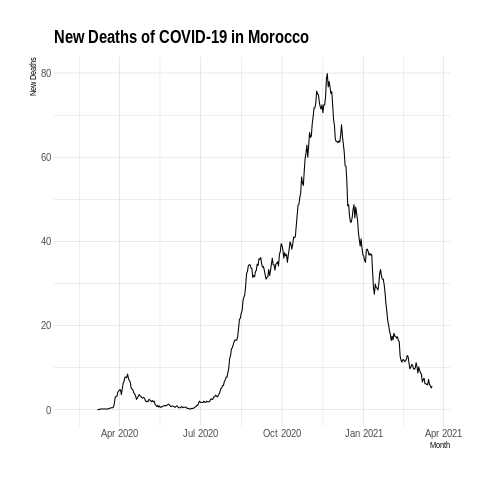 New Deaths of COVID-19 in Morocco
New Deaths
80
60
40
20
0
Apr 2020 Jul 2020 Oct 2020 Jan 2021 Apr 2021
Month